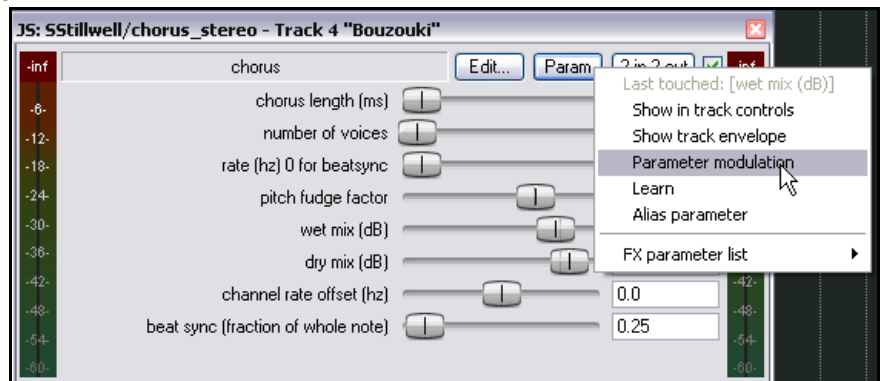 JS: SStillwell/chorus_stereo - Track 4 "Bouzouki"
-inf chorus Edit... Param 2 in 2 out -inf
Last touched: [wet mix (dB)]
Show in track controls
Show track envelope
Parameter modulation
Learn
Alias parameter
FX parameter list
chorus length (ms)
number of voices
rate (hz) 0 for beatsync
pitch fudge factor
wet mix (dB)
dry mix (dB)
channel rate offset (hz) 0.0
beat sync (fraction of whole note) 0.25
-6-
-12-
-18-
-24-
-30-
-36-
-42-
-48-
-54-
-60-
-42-
-48-
-54-
-60-